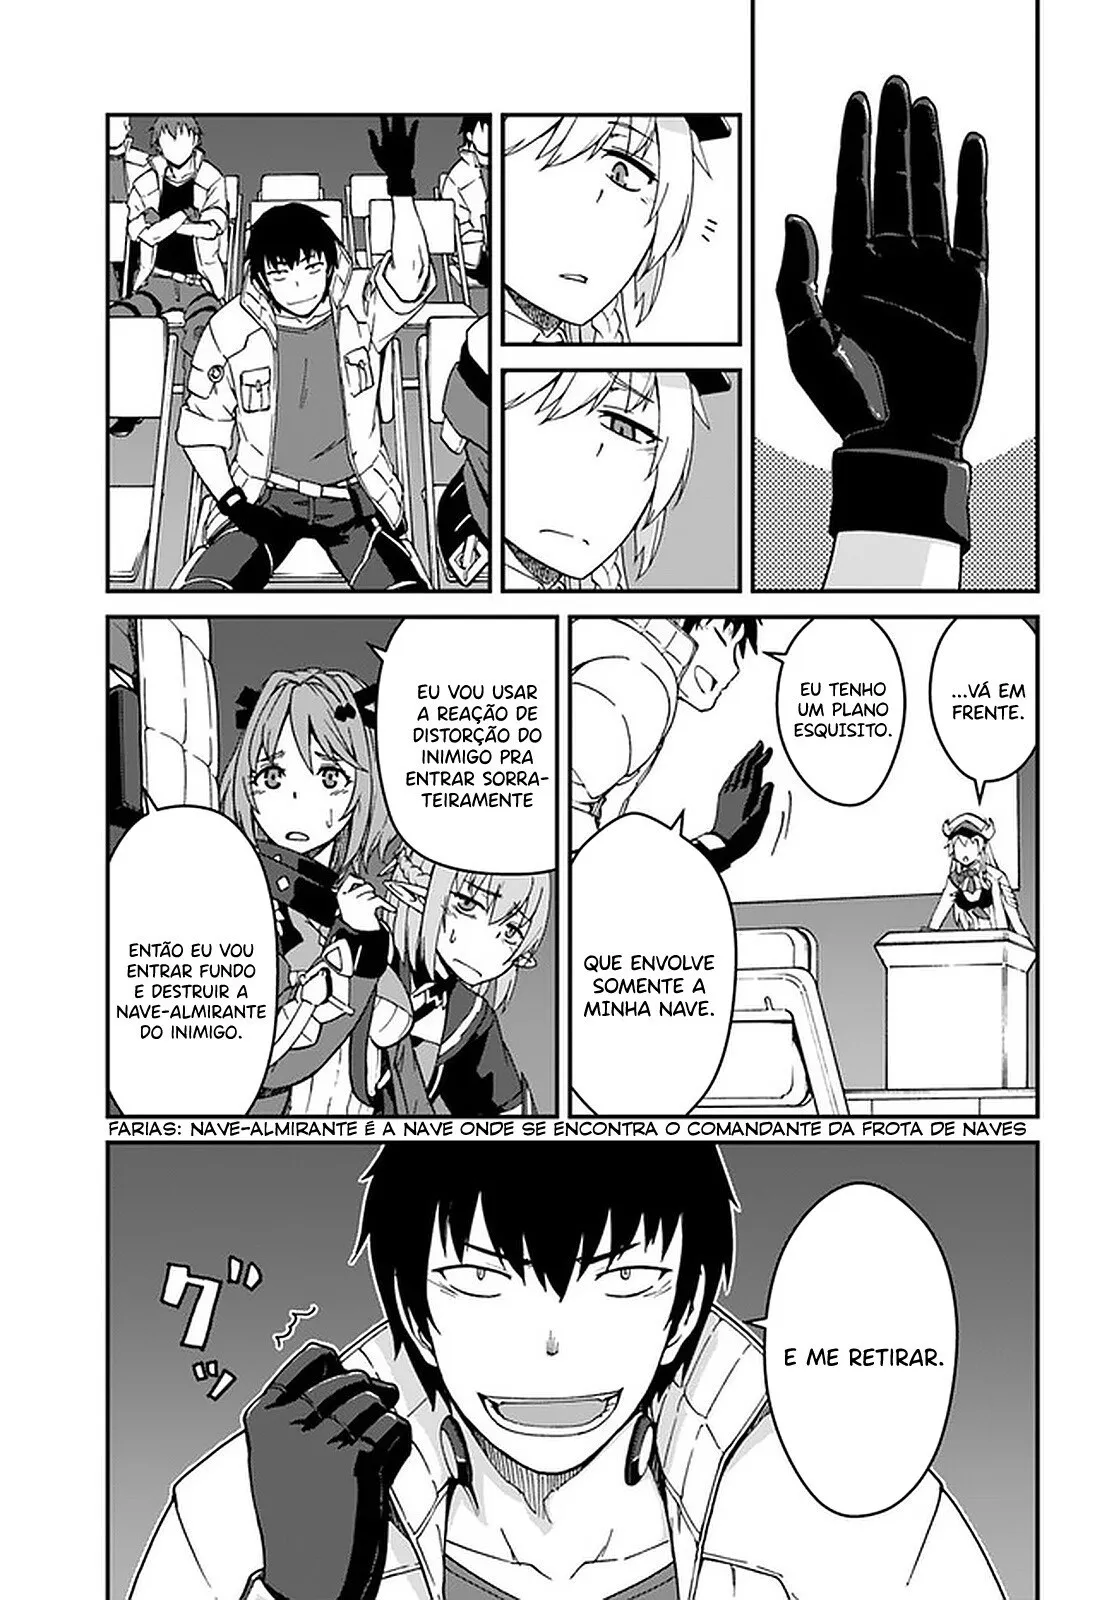 ...VÁ EM
FRENTE.
EU TENHO
UM PLANO
ESQUISITO.
QUE ENVOLVE
SOMENTE A
MINHA NAVE.
EU VOU USAR
A REAÇÃO DE
DISTORÇÃO DO
INIMIGO PRA
ENTRAR SORRA-
TEIRAMENTE
ENTÃO EU VOU
ENTRAR FUNDO
E DESTRUIR A
NAVE-ALMIRANTE
DO INIMIGO.
FARIAS: NAVE-ALMIRANTE É A NAVE ONDE SE ENCONTRA O COMANDANTE DA FROTA DE NAVES
E ME RETIRAR.
グッ